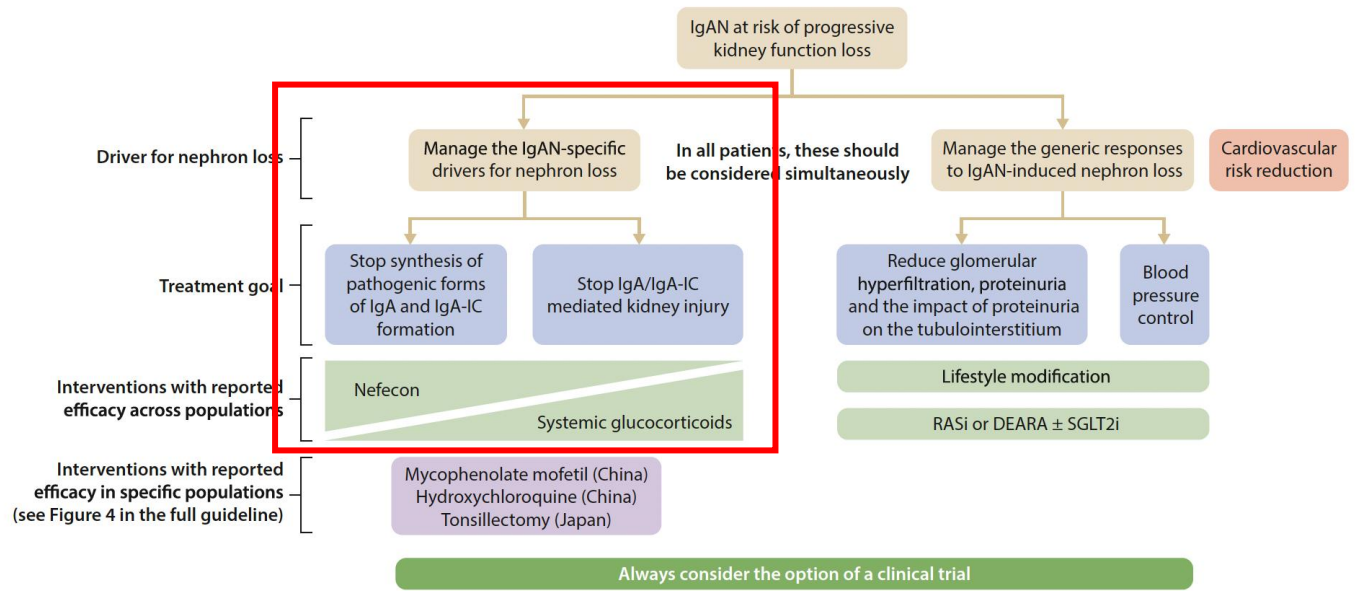 IgAN at risk of progressive
kidney function loss
Driver for nephron loss
Manage the IgAN-specific
drivers for nephron loss
In all patients, these should
be considered simultaneously
Manage the generic responses
to IgAN-induced nephron loss
Cardiovascular
risk reduction
Treatment goal
Stop synthesis of
pathogenic forms
of IgA and IgA-IC
formation
Stop IgA/IgA-IC
mediated kidney injury
Reduce glomerular
hyperfiltration, proteinuria
and the impact of proteinuria
on the tubulointerstitium
Blood
pressure
control
Interventions with reported
efficacy across populations
Nefecon
Systemic glucocorticoids
Lifestyle modification
RASi or DEARA ± SGLT2i
Interventions with reported
efficacy in specific populations
(see Figure 4 in the full guideline)
Mycophenolate mofetil (China)
Hydroxychloroquine (China)
Tonsillectomy (Japan)
Always consider the option of a clinical trial